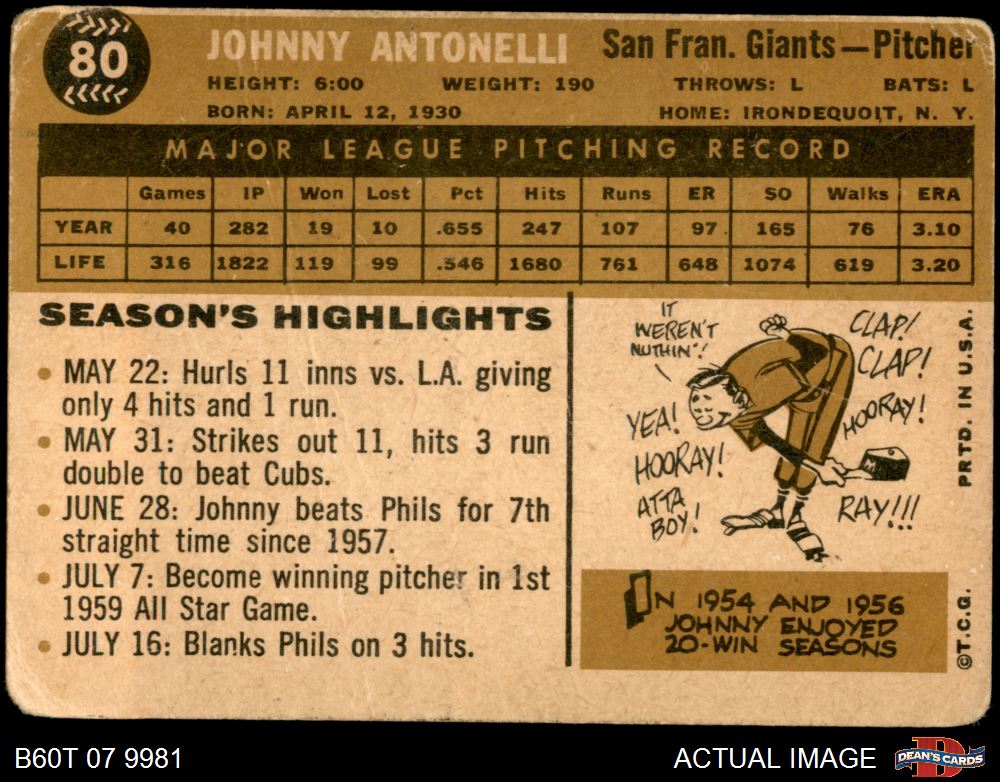 80
JOHNNY ANTONELLI San Fran. Giants—Pitcher
HEIGHT: 6:00 WEIGHT: 190 THROWS: L BATS: L
BORN: APRIL 12, 1930 HOME: IRONDEQUOIT, N. Y.
MAJOR LEAGUE PITCHING RECORD
Games IP Won Lost Pct Hits Runs ER SO Walks ERA
YEAR 40 282 19 10 .655 247 107 97 165 76 3.10
LIFE 316 1822 119 99 .546 1680 761 648 1074 619 3.20
SEASON'S HIGHLIGHTS
• MAY 22: Hurls 11 inns vs. L.A. giving
only 4 hits and 1 run.
• MAY 31: Strikes out 11, hits 3 run
double to beat Cubs.
• JUNE 28: Johnny beats Phils for 7th
straight time since 1957.
• JULY 7: Become winning pitcher in 1st
1959 All Star Game.
• JULY 16: Blanks Phils on 3 hits.
IT
WEREN'T
NUTHIN'!
CLAP!
CLAP!
YEA!
HOORAY!
HOORAY!
ATTA
BOY!
RAY!!!
IN 1954 AND 1956
JOHNNY ENJOYED
20-WIN SEASONS
PRTD. IN U.S.A.
©T.C.G.
B60T 07 9981
ACTUAL IMAGE
D
DEAN'S CARDS